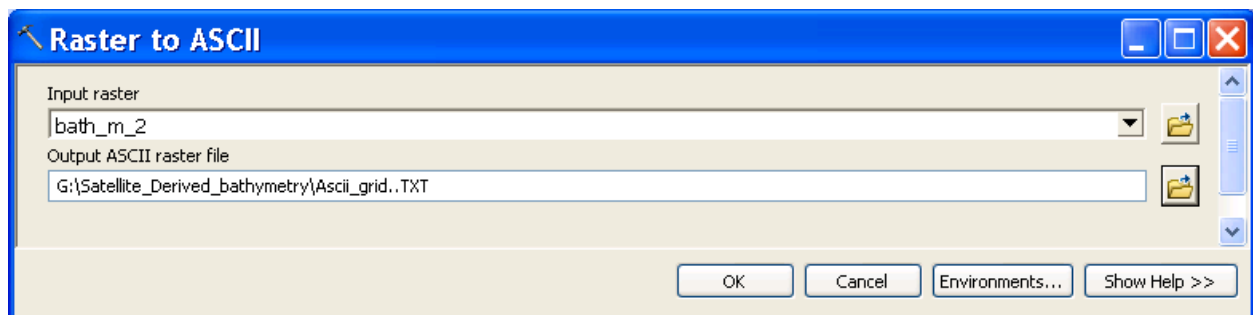 Raster to ASCII
Input raster
bath_m_2
Output ASCII raster file
G:\Satellite_Derived_bathymetry\Ascii_grid..TXT
OK Cancel Environments... Show Help >>